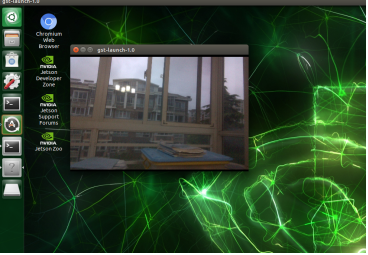 gst-launch-1.0
Chromium
Web
Browser
gst-launch-1.0
NVIDIA
Jetson
Developer
Zone
NVIDIA
Jetson
Support
Forums
NVIDIA
Jetson Zoo